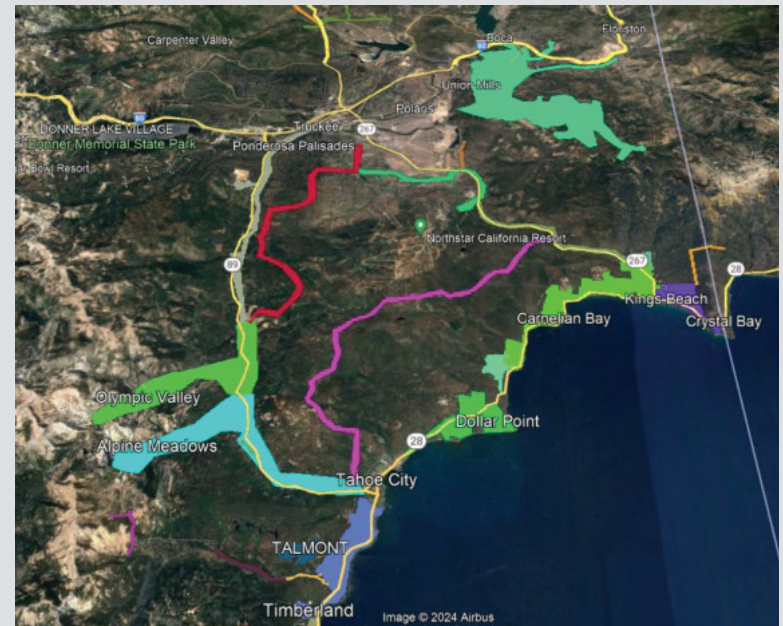 Floriston
Boca
80
Carpenter Valley
Union Mills
Polaris
80
Truckee
267
DONNER LAKE VILLAGE
Donner Memorial State Park
Ponderosa Palisades
Bowl Resort
Northstar California Resort
89
267
28
Kings Beach
Carnelian Bay
Crystal Bay
Olympic Valley
Dollar Point
Alpine Meadows
28
Tahoe City
TALMONT
Timberland
Image © 2024 Airbus